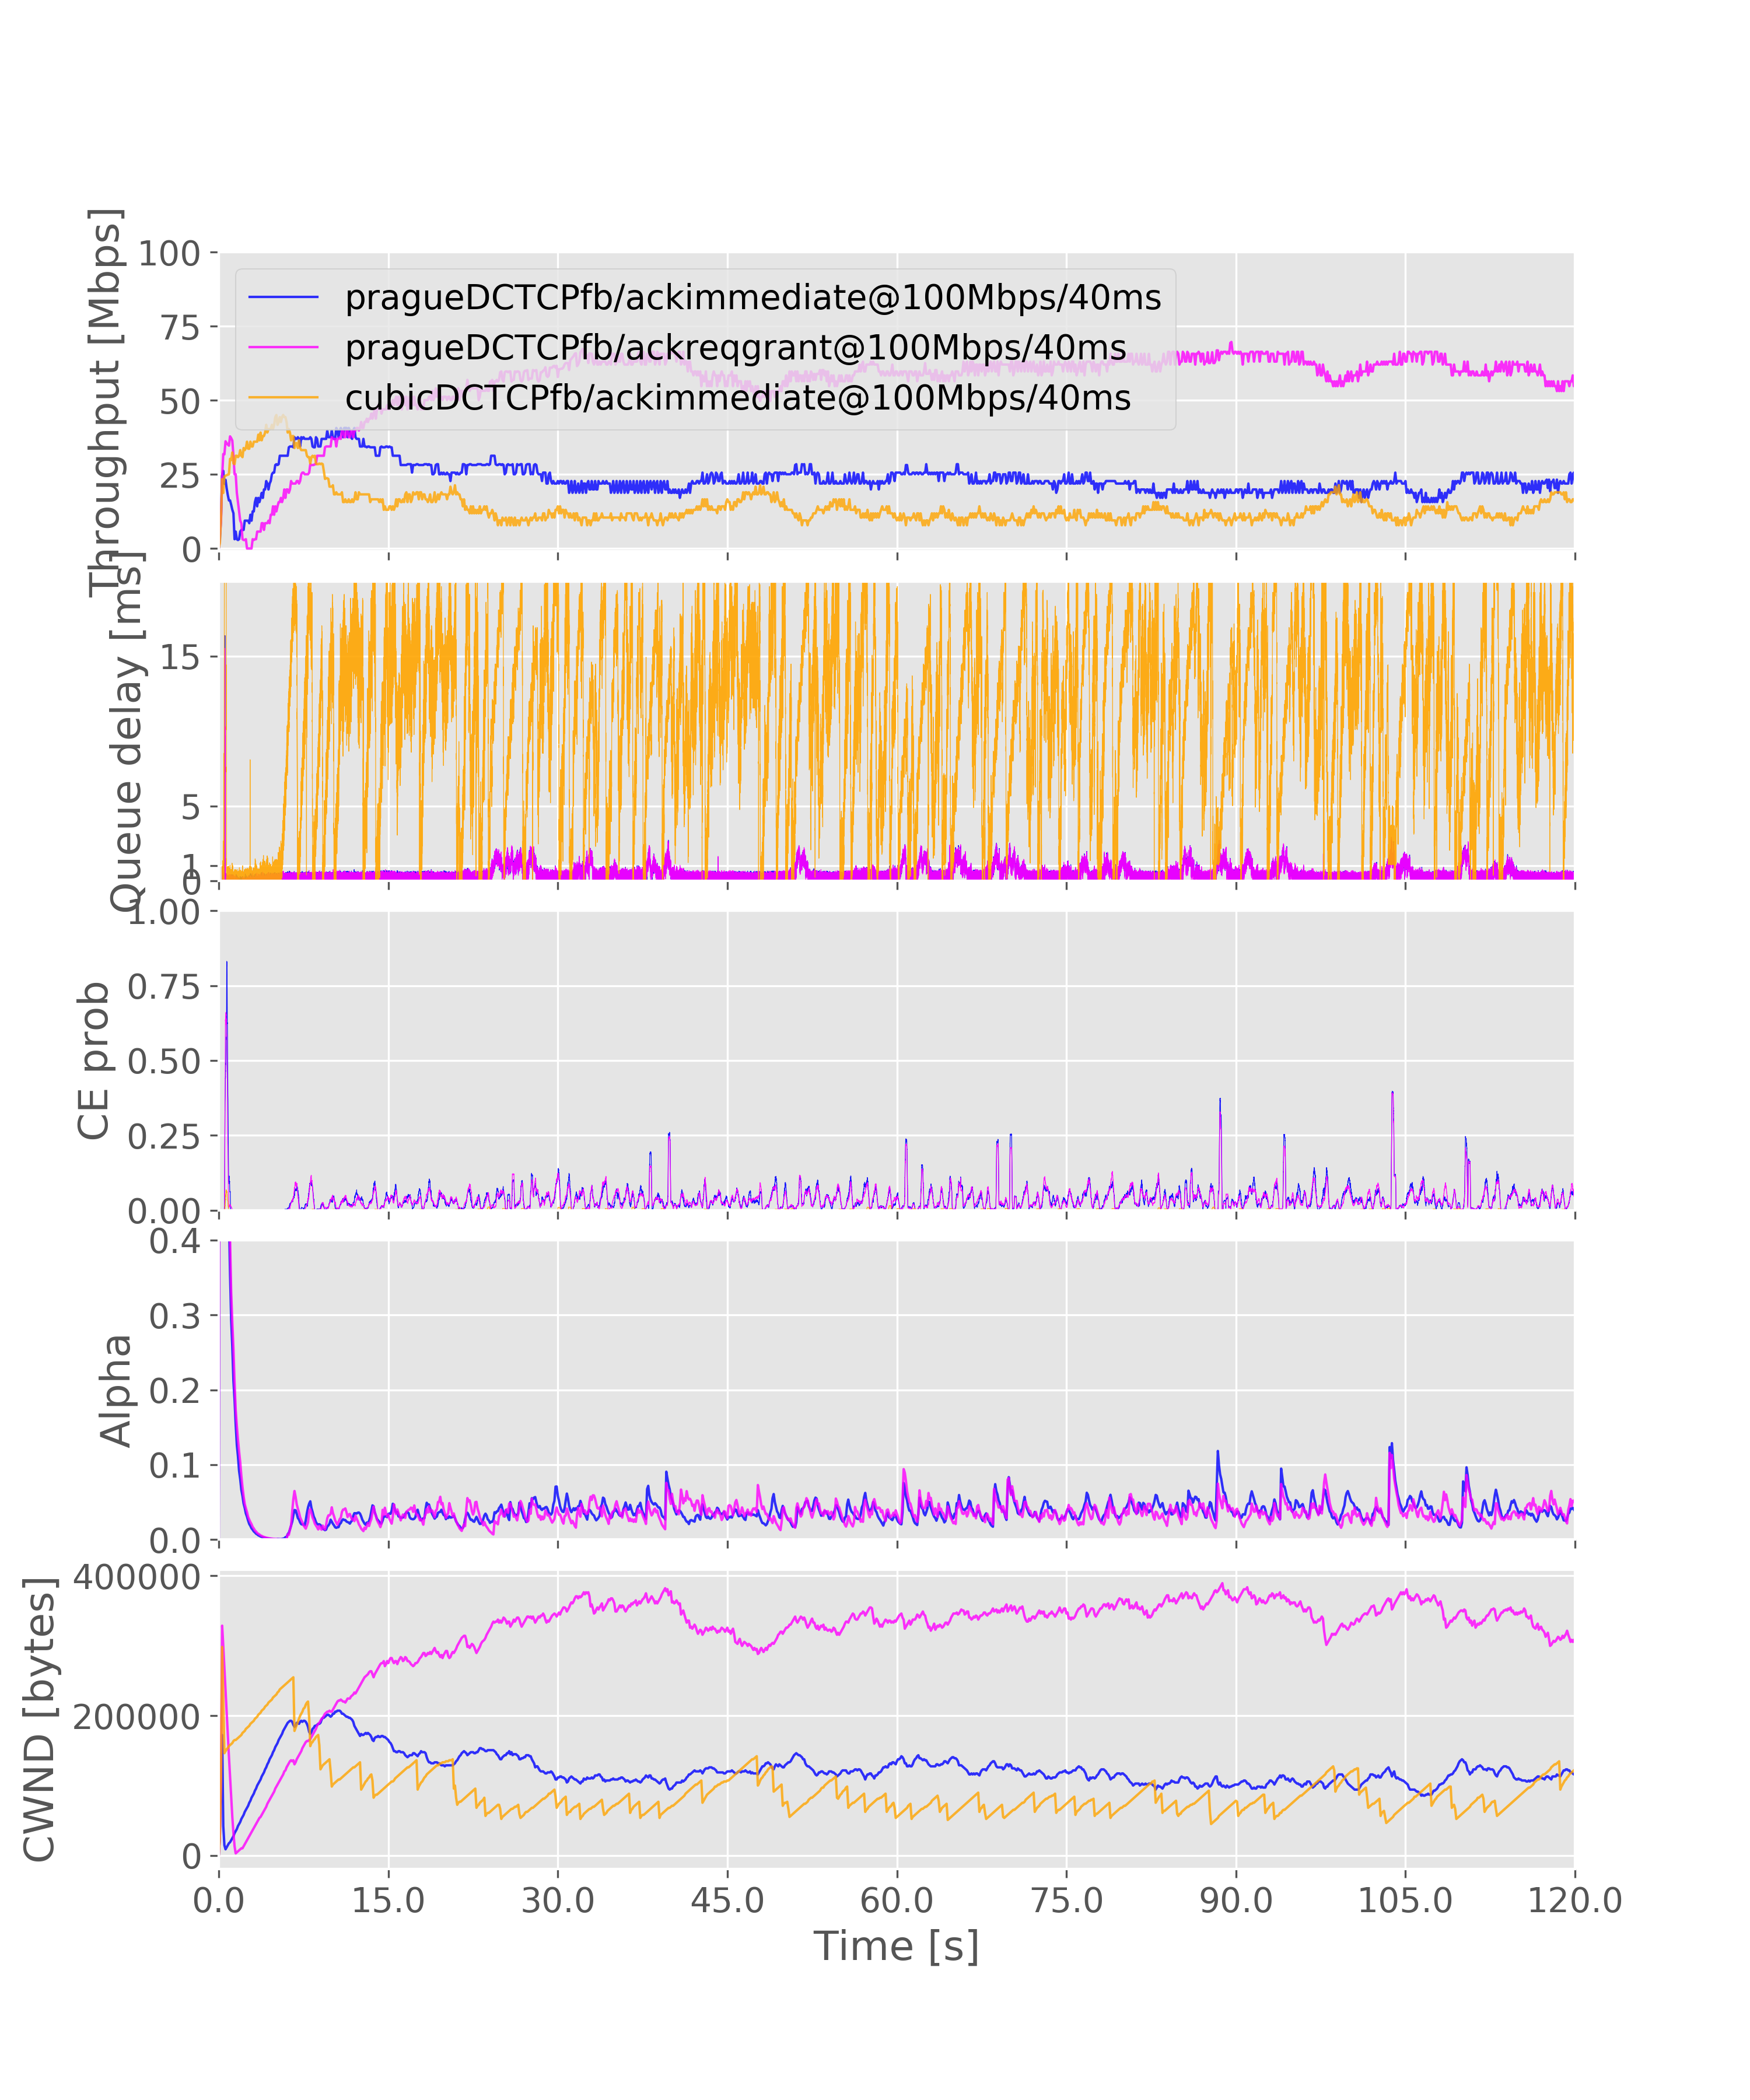 Throughput [Mbps]
100
75
50
25
0
pragueDCTCPfb/ackimmediate@100Mbps/40ms
pragueDCTCPfb/ackreqgrant@100Mbps/40ms
cubicDCTCPfb/ackimmediate@100Mbps/40ms
Queue delay [ms]
15
5
1
0
CE prob
1.00
0.75
0.50
0.25
0.00
Alpha
0.4
0.3
0.2
0.1
0.0
CWND [bytes]
400000
200000
0
0.0 15.0 30.0 45.0 60.0 75.0 90.0 105.0 120.0
Time [s]